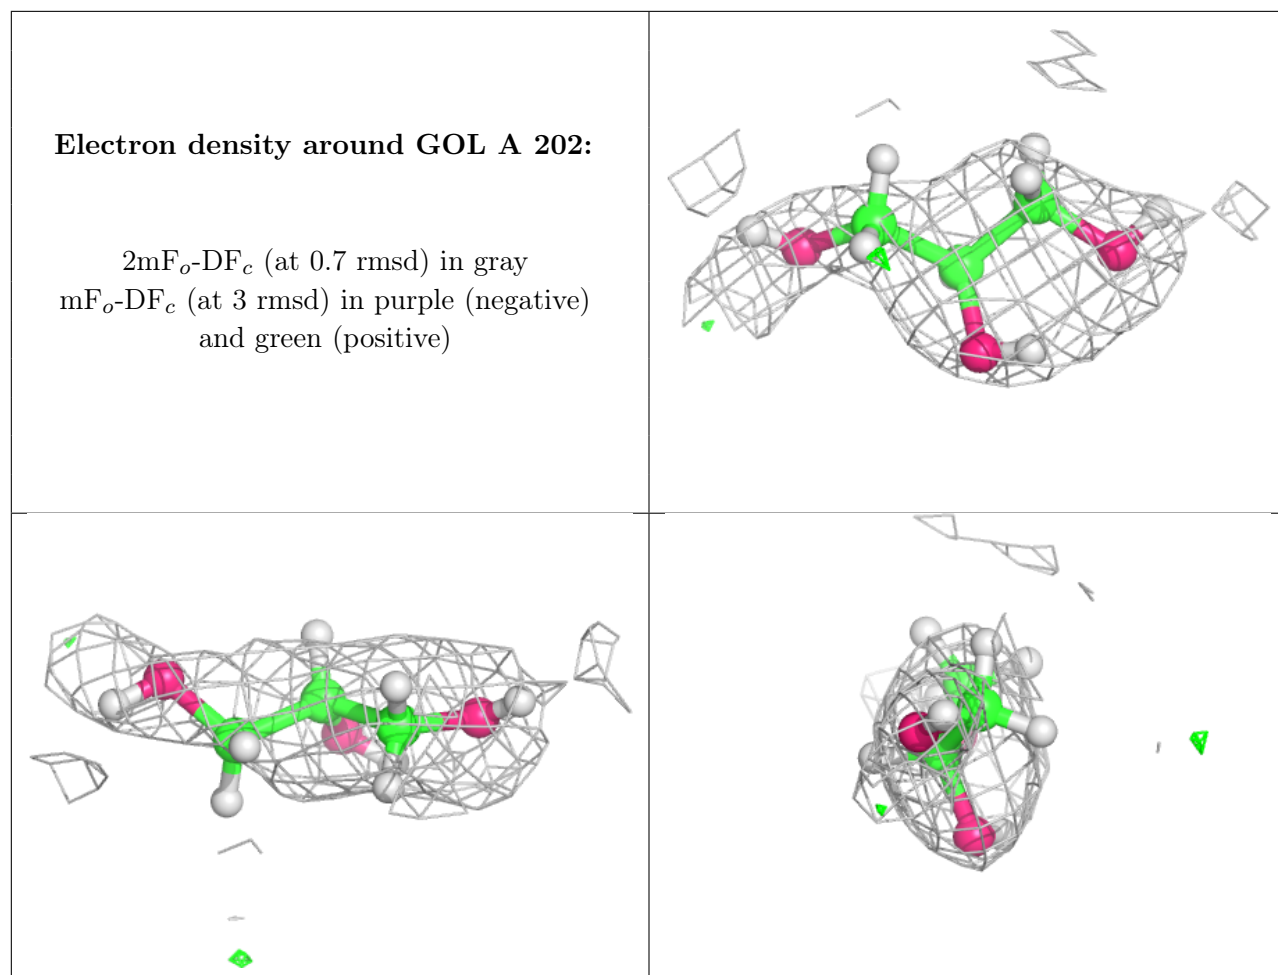 Electron density around GOL A 202:
2mFo-DFc (at 0.7 rmsd) in gray
mFo-DFc (at 3 rmsd) in purple (negative)
and green (positive)